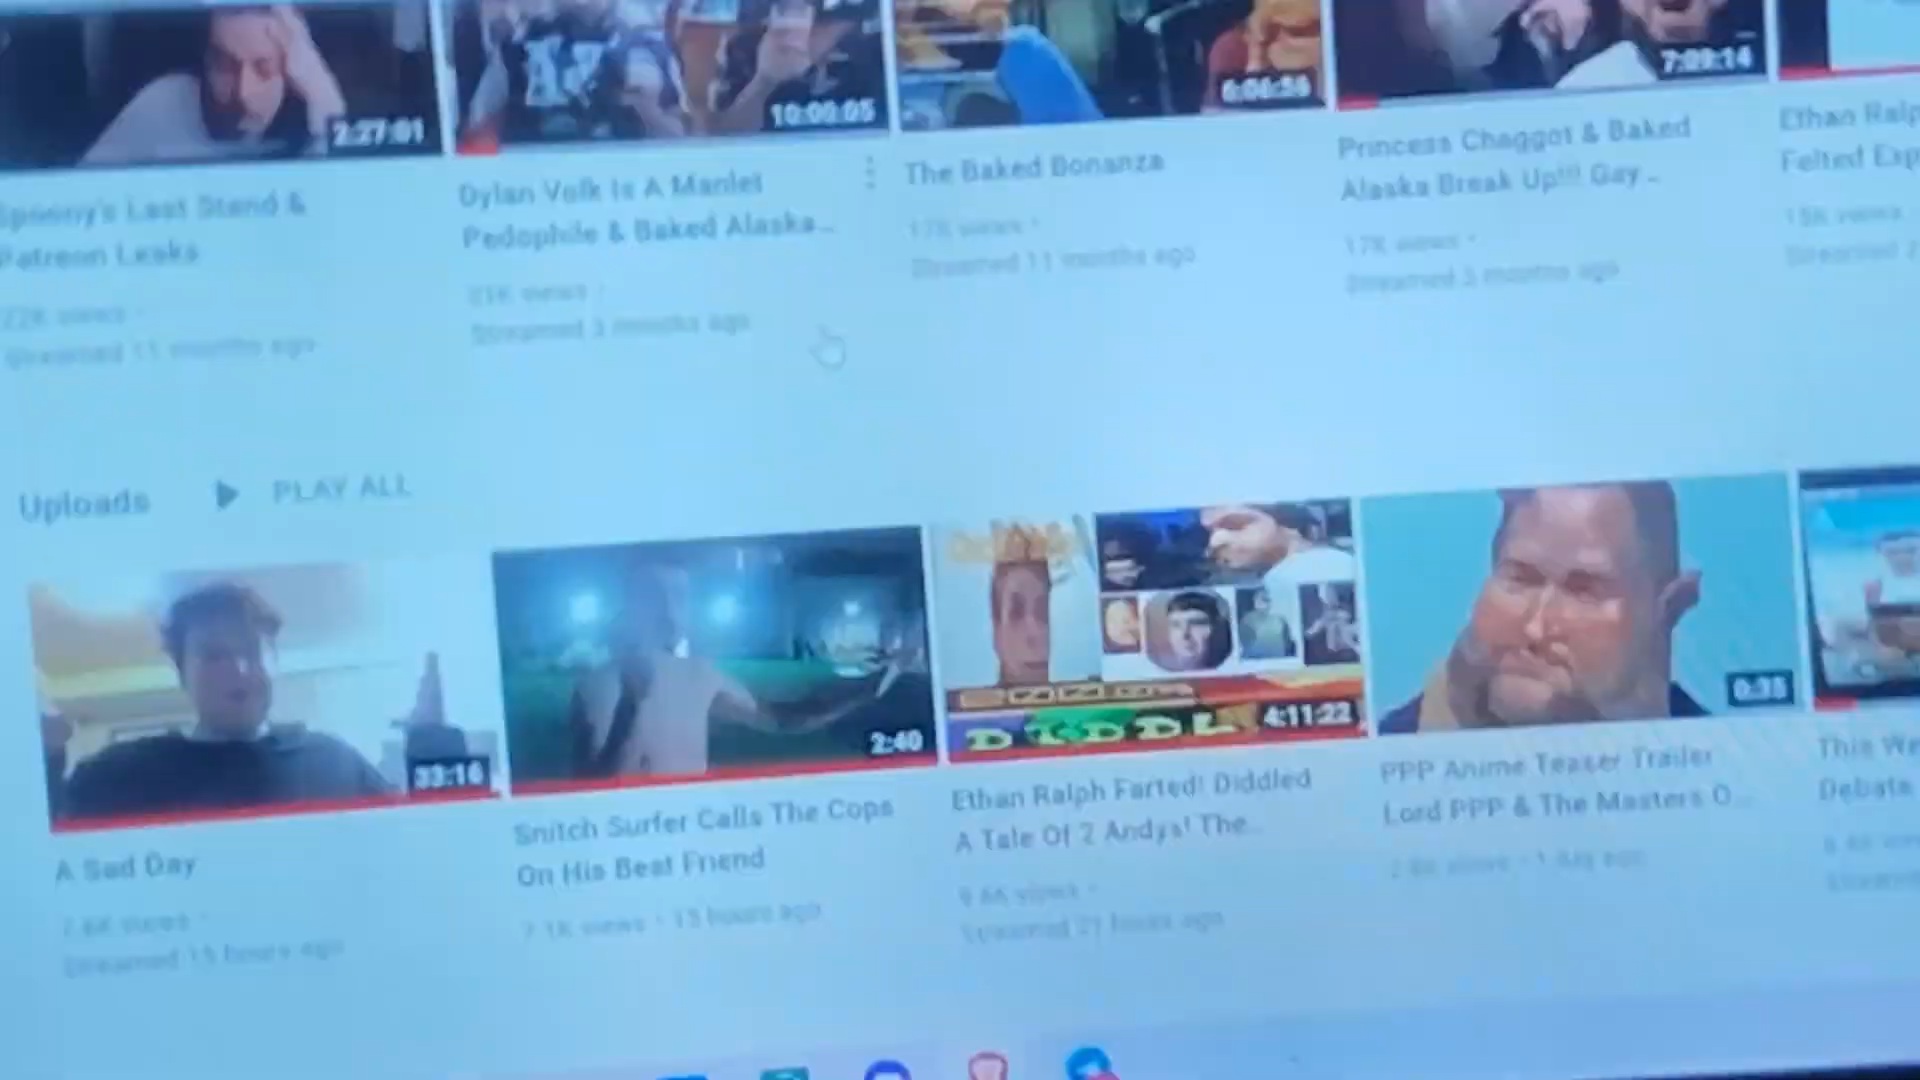 2:27:01
10:00:05
6:06:36
7:09:14
Spoony's Last Stand &
Patreon Leaks
22K views
Streamed 11 months ago
Dylan Volk Is A Manlet
Pedophile & Baked Alaska...
21K views
Streamed 3 months ago
The Baked Bonanza
17K views
Streamed 11 months ago
Princess Chaggot & Baked
Alaska Break Up!!! Gay...
17K views
Streamed 3 months ago
Ethan Ralp
Felted Exp
15K views
Streamed 2
Uploads PLAY ALL
33:16
2:40
4:11:22
0:35
A Sad Day
7.6K views
Streamed 15 hours ago
Snitch Surfer Calls The Cops
On His Best Friend
7.1K views • 15 hours ago
Ethan Ralph Farted! Diddled
A Tale Of 2 Andys! The...
9.6K views
Streamed 21 hours ago
PPP Anime Teaser Trailer
Lord PPP & The Masters O...
views • 1 day ago
This We
Debate